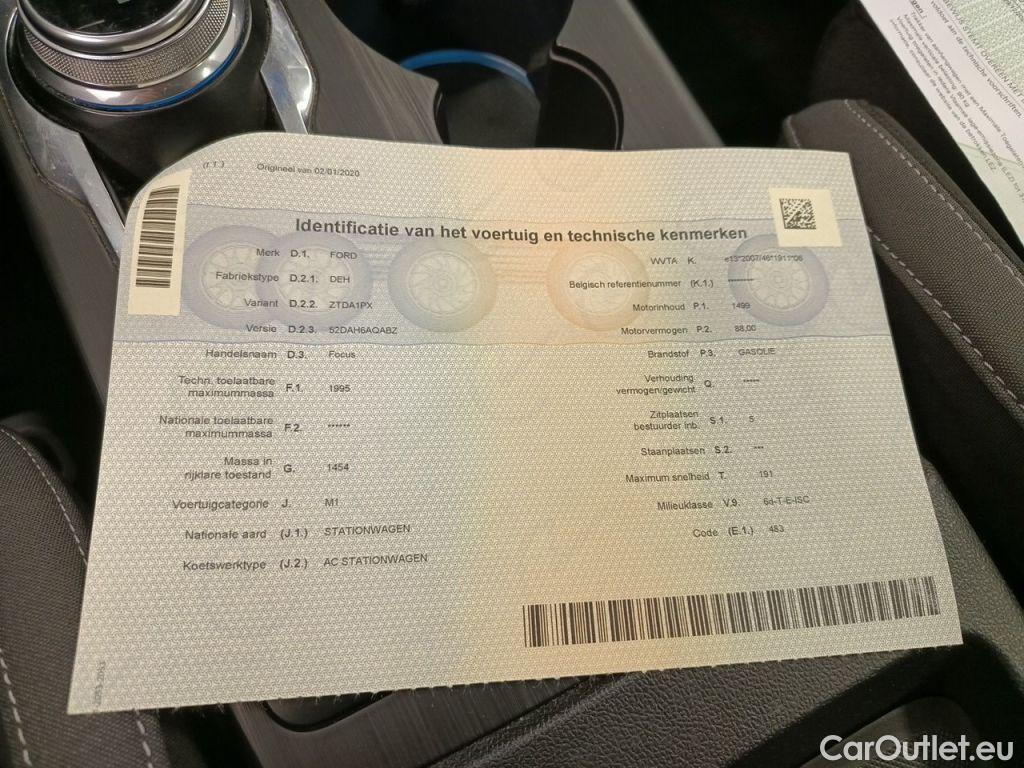 (I.T.)
Origineel van 02/01/2020
Identificatie van het voertuig en technische kenmerken
Merk D.1. FORD
Fabriekstype D.2.1. DEH
Variant D.2.2. ZTDA1PX
Versie D.2.3. 52DAH6AQABZ
Handelsnaam D.3. Focus
Techn. toelaatbare
maximummassa F.1. 1995
Nationale toelaatbare
maximummassa F.2. ******
Massa in
rijklare toestand G. 1454
Voertuigcategorie J. M1
Nationale aard (J.1.) STATIONWAGEN
Koetswerktype (J.2.) AC STATIONWAGEN
WVTA K. e13*2007/46*1911*06
Belgisch referentienummer (K.1.) ********
Motorinhoud P.1. 1499
Motorvermogen P.2. 88,00
Brandstof P.3. GASOLIE
Verhouding
vermogen/gewicht Q. *****
Zitplaatsen
bestuurder inb. S.1. 5
Staanplaatsen S.2. ***
Maximum snelheid T. 191
Milieuklasse V.9. 6d-T-E-ISC
Code (E.1.) 483
CarOutlet.eu